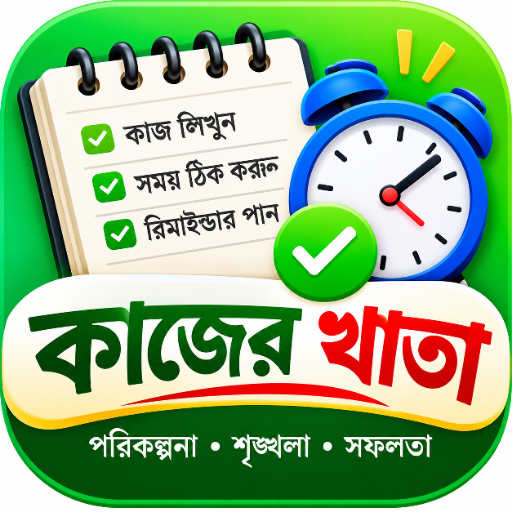 কাজ লিখুন
সময় ঠিক করুন
রিমাইন্ডার পান
কাজের খাতা
পরিকল্পনা • শৃঙ্খলা • সফলতা